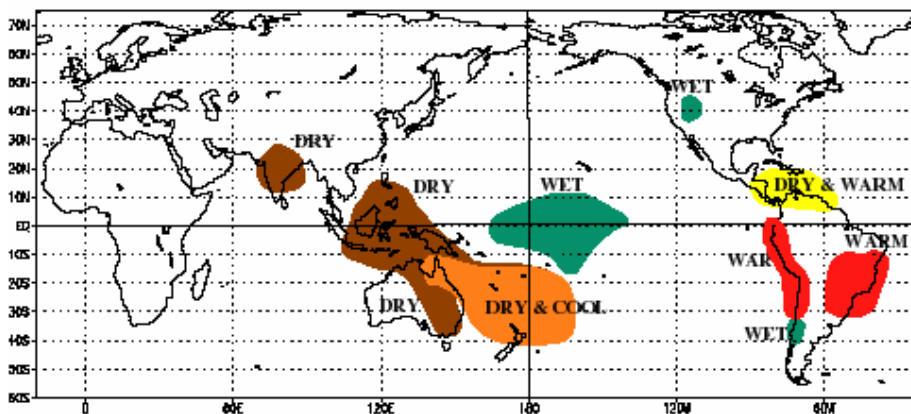 70N
60N
50N
WET
40N
30N
DRY
20N
DRY
WET
DRY & WARM
10N
EQ
WARM
10S
WAR
20S
DRY
DRY & COOL
30S
WET
40S
50S
60S
0
60E
120E
180
120W
60W